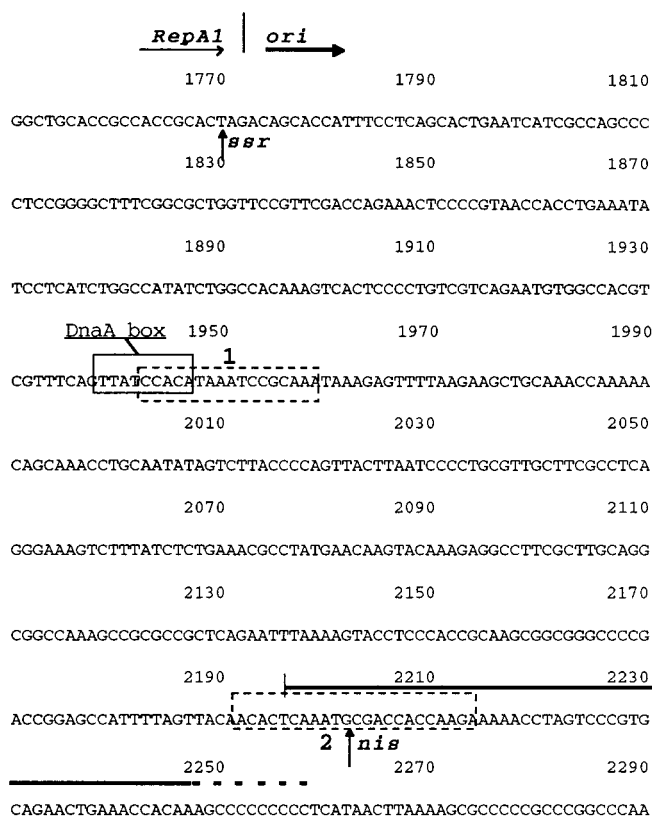 RepA1 ori
1770 1790 1810
GGCTGCACCGCCACCGCACTAGACAGCACCATTTCCTCAGCACTGAATCATCGCCAGCCC
ssr
1830 1850 1870
CTCCGGGGCTTTCGGCGCTGGTTCCGTTCGACCAGAAACTCCCCGTAACCACCTGAAATA
1890 1910 1930
TCCTCATCTGGCCATATCTGGCCACAAAGTCACTCCCCTGTCGTCAGAATGTGGCCACGT
DnaA box
1950 1970 1990
1
CGTTTCAGTTATCCACATAAATCCGCAAATAAAGAGTTTTAAGAAGCTGCAAACCAAAAA
2010 2030 2050
CAGCAAACCTGCAATATAGTCTTACCCCAGTTACTTAATCCCCTGCGTTGCTTCGCCTCA
2070 2090 2110
GGGAAAGTCTTTATCTCTGAAACGCCTATGAACAAGTACAAAGAGGCCTTCGCTTGCAGG
2130 2150 2170
CGGCCAAAGCCGCGCCGCTCAGAATTTAAAAGTACCTCCCACCGCAAGCGGCGGGCCCCG
2190 2210 2230
ACCGGAGCCATTTTAGTTACAACACTCAAATGCGACCACCAAGAAAAACCTAGTCCCGTG
2 nis
2250 2270 2290
CAGAACTGAAACCACAAAGCCCCCCCCCTCATAACTTAAAAGCGCCCCCGCCCGGCCCAA